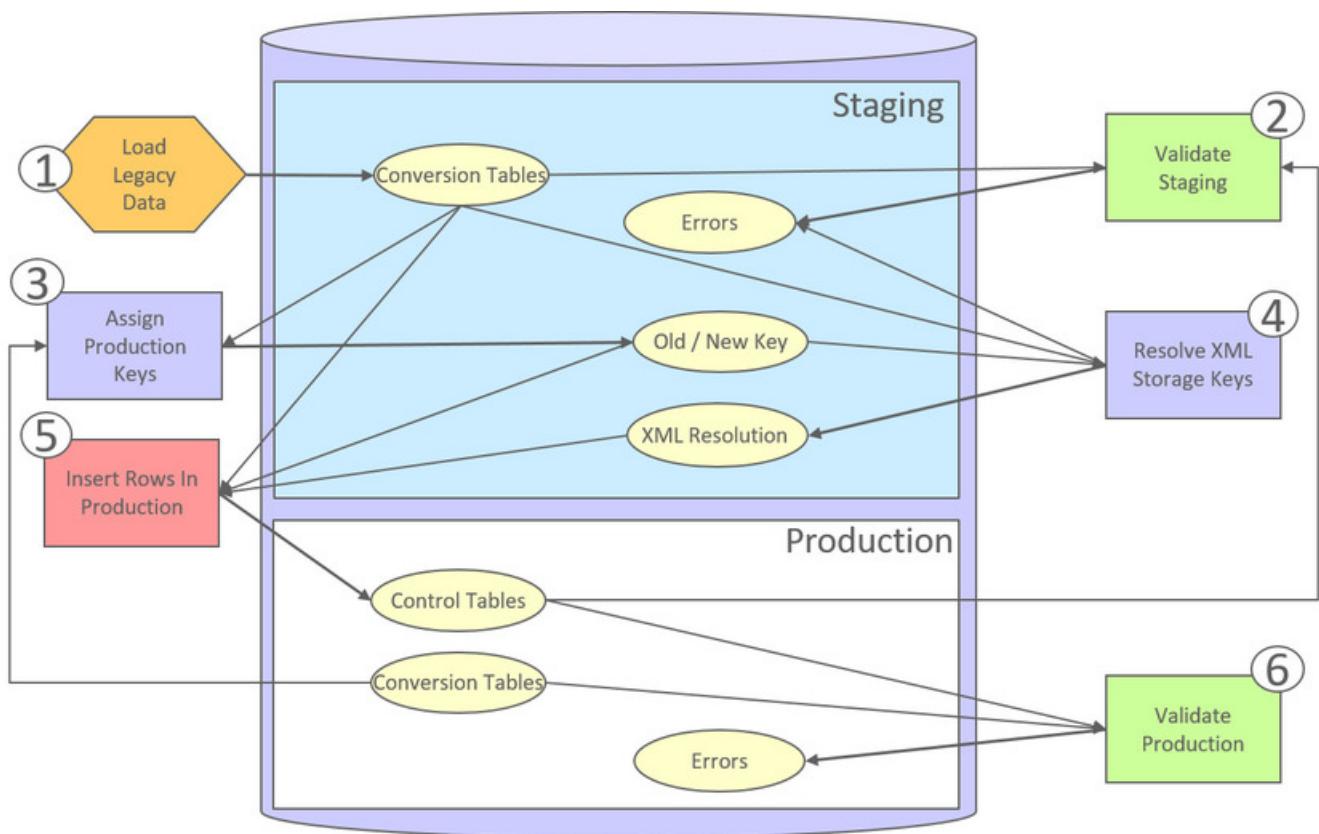 Staging
1
Load
Legacy
Data
Conversion Tables
2
Validate
Staging
Errors
3
Assign
Production
Keys
Old / New Key
4
Resolve XML
Storage Keys
XML Resolution
5
Insert Rows In
Production
Production
Control Tables
Conversion Tables
6
Validate
Production
Errors